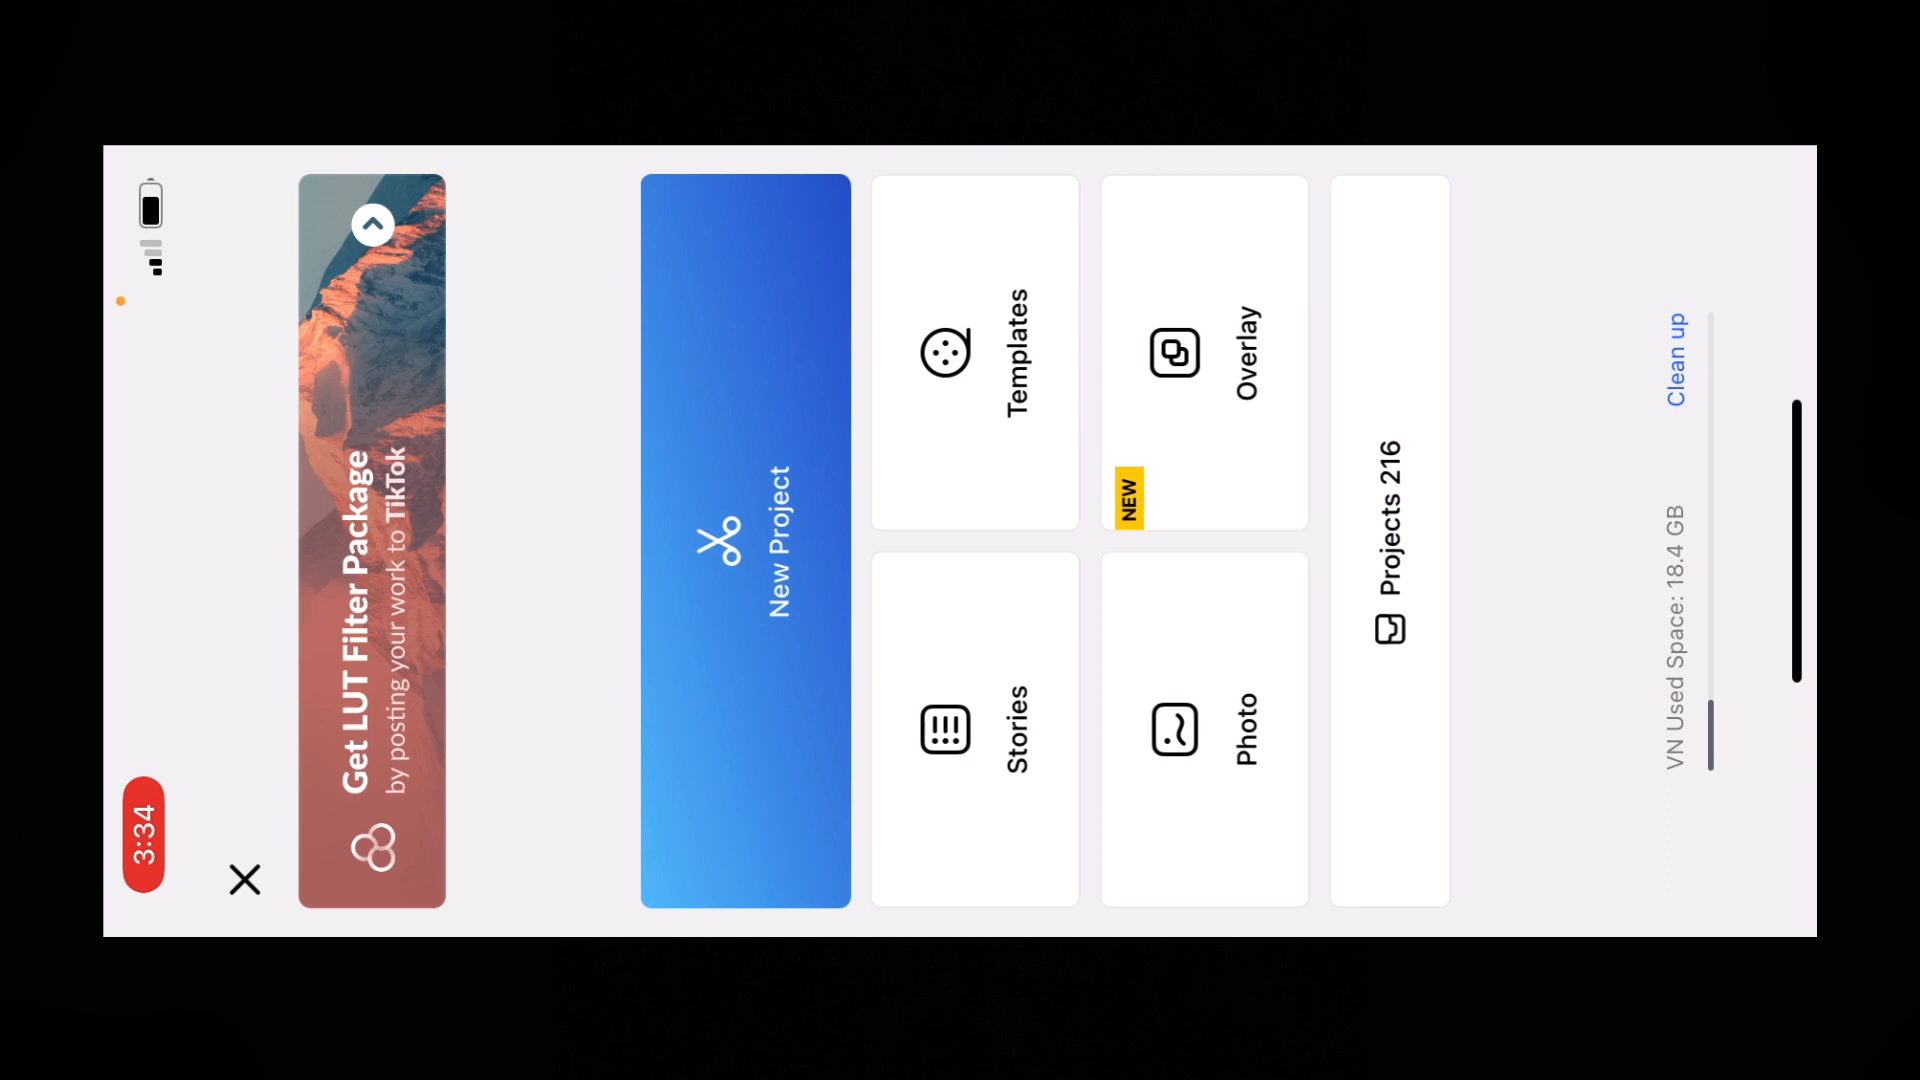 3:34
Get LUT Filter Package
by posting your work to TikTok
New Project
Stories
Templates
Photo
NEW
Overlay
Projects 216
VN Used Space: 18.4 GB
Clean up